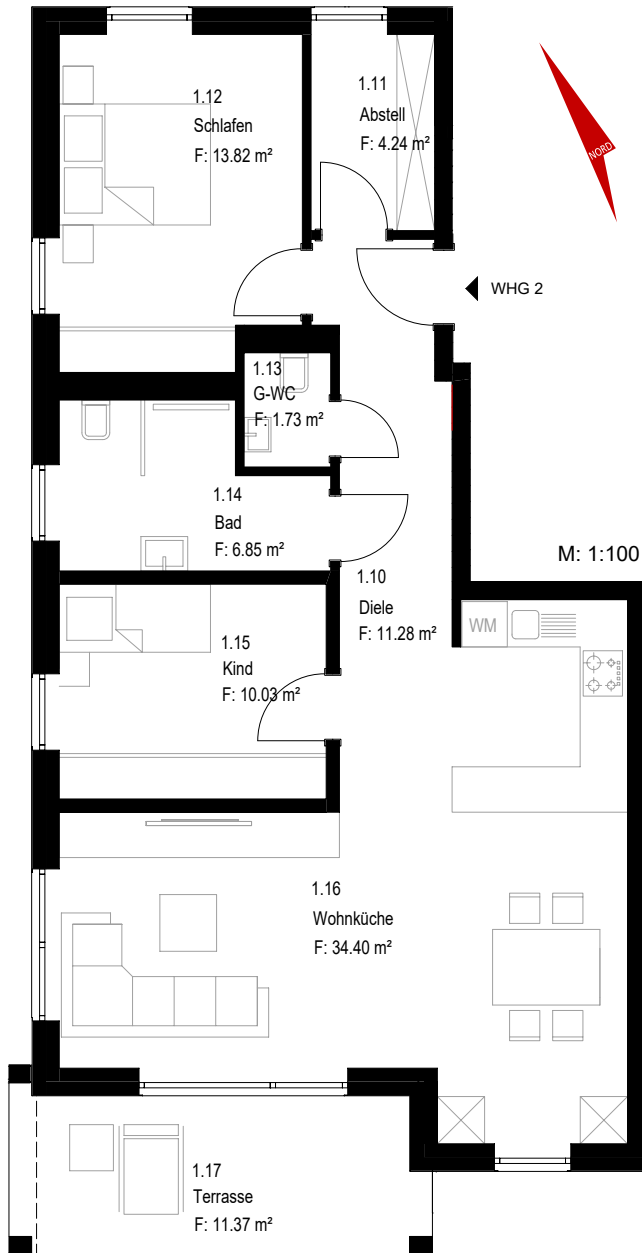 1.12
Schlafen
F: 13.82 m²
1.11
Abstell
F: 4.24 m²
NORD
WHG 2
1.13
G-WC
F: 1.73 m²
1.14
Bad
F: 6.85 m²
M: 1:100
1.10
Diele
F: 11.28 m²
WM
1.15
Kind
F: 10.03 m²
1.16
Wohnküche
F: 34.40 m²
1.17
Terrasse
F: 11.37 m²